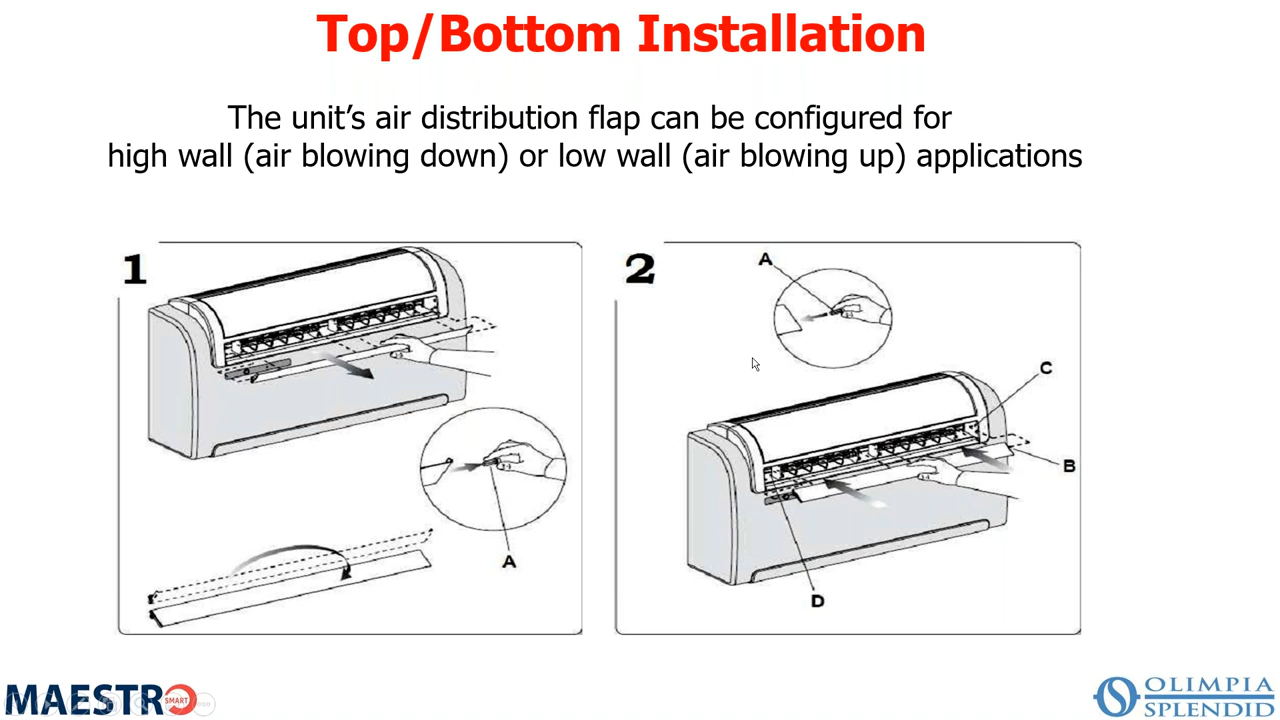 Top/Bottom Installation
The unit’s air distribution flap can be configured for
high wall (air blowing down) or low wall (air blowing up) applications
1
A
2
A
C
B
D
MAESTRO
SMART
OLIMPIA
SPLENDID